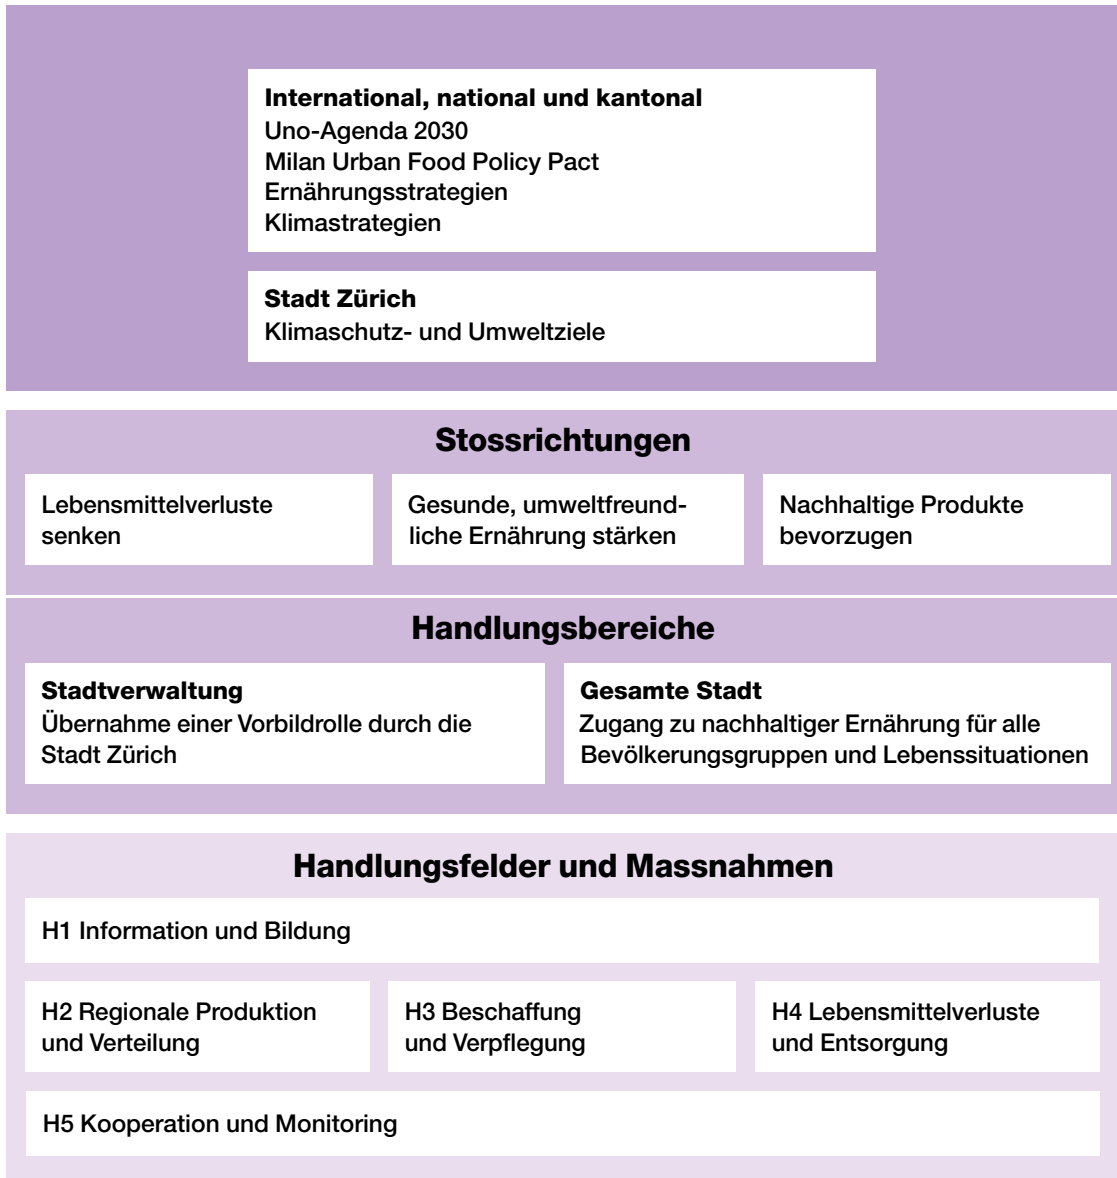 International, national und kantonal
Uno-Agenda 2030
Milan Urban Food Policy Pact
Ernährungsstrategien
Klimastrategien
Stadt Zürich
Klimaschutz- und Umweltziele
Stossrichtungen
Lebensmittelverluste
senken
Gesunde, umweltfreund-
liche Ernährung stärken
Nachhaltige Produkte
bevorzugen
Handlungsbereiche
Stadtverwaltung
Übernahme einer Vorbildrolle durch die
Stadt Zürich
Gesamte Stadt
Zugang zu nachhaltiger Ernährung für alle
Bevölkerungsgruppen und Lebenssituationen
Handlungsfelder und Massnahmen
H1 Information und Bildung
H2 Regionale Produktion
und Verteilung
H3 Beschaffung
und Verpflegung
H4 Lebensmittelverluste
und Entsorgung
H5 Kooperation und Monitoring